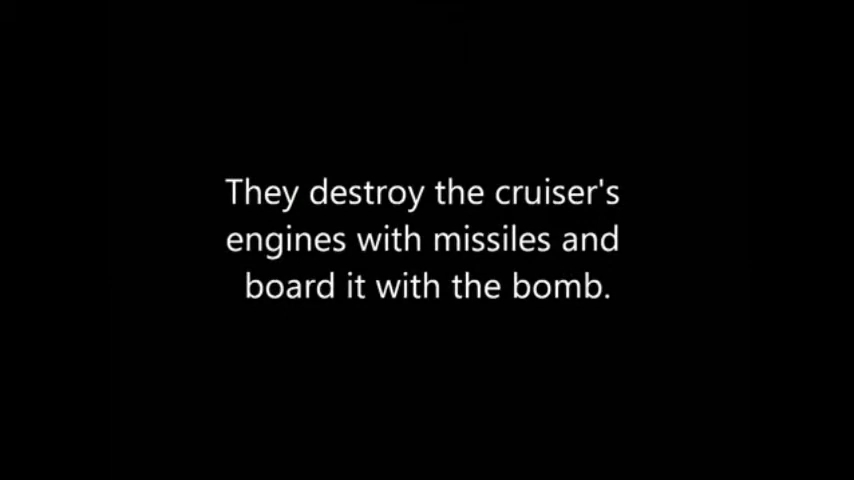 They destroy the cruiser's
engines with missiles and
board it with the bomb.